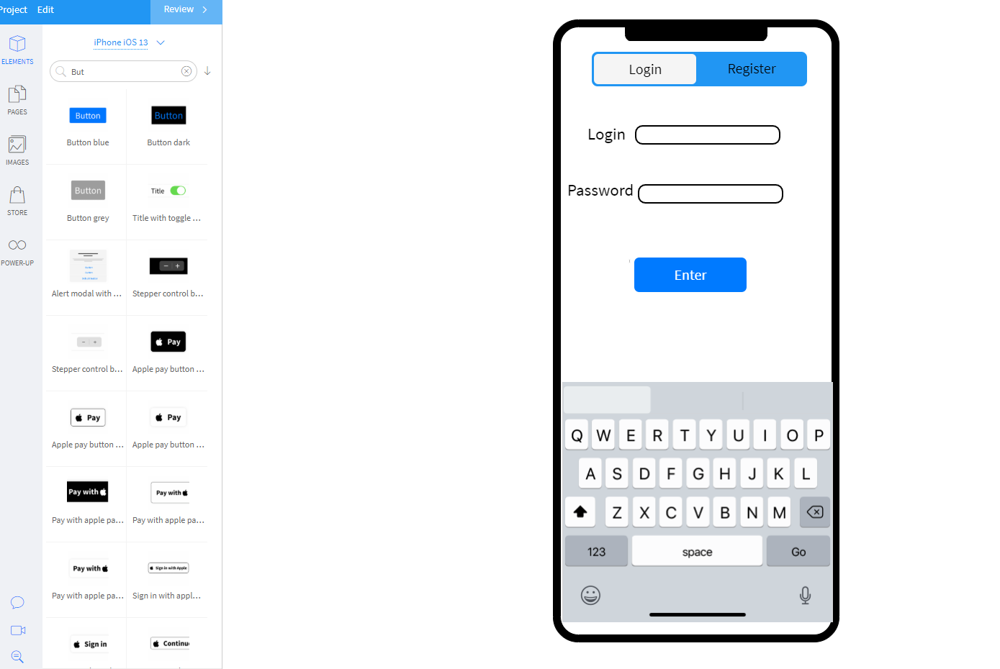 Project Edit Review
iPhone iOS 13
But
ELEMENTS
PAGES
IMAGES
STORE
POWER-UP
Button
Button blue
Button
Button dark
Button
Button grey
Title
Title with toggle ...
Alert modal with ...
Stepper control b...
Stepper control b...
Pay
Apple pay button ...
Pay
Apple pay button ...
Pay
Apple pay button ...
Pay with
Pay with apple pa...
Pay with
Pay with apple pa...
Pay with
Pay with apple pa...
Sign in with Apple
Sign in with appl...
Sign in
Continu
Login Register
Login
Password
Enter
Q W E R T Y U I O P
A S D F G H J K L
Z X C V B N M
123 space Go